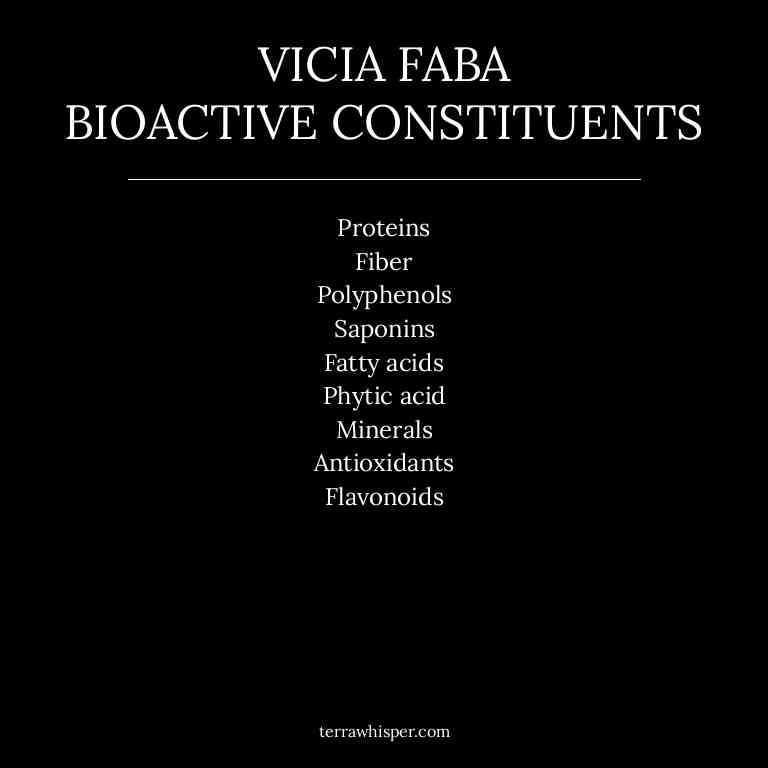 VICIA FABA
BIOACTIVE CONSTITUENTS
Proteins
Fiber
Polyphenols
Saponins
Fatty acids
Phytic acid
Minerals
Antioxidants
Flavonoids
terrawhisper.com